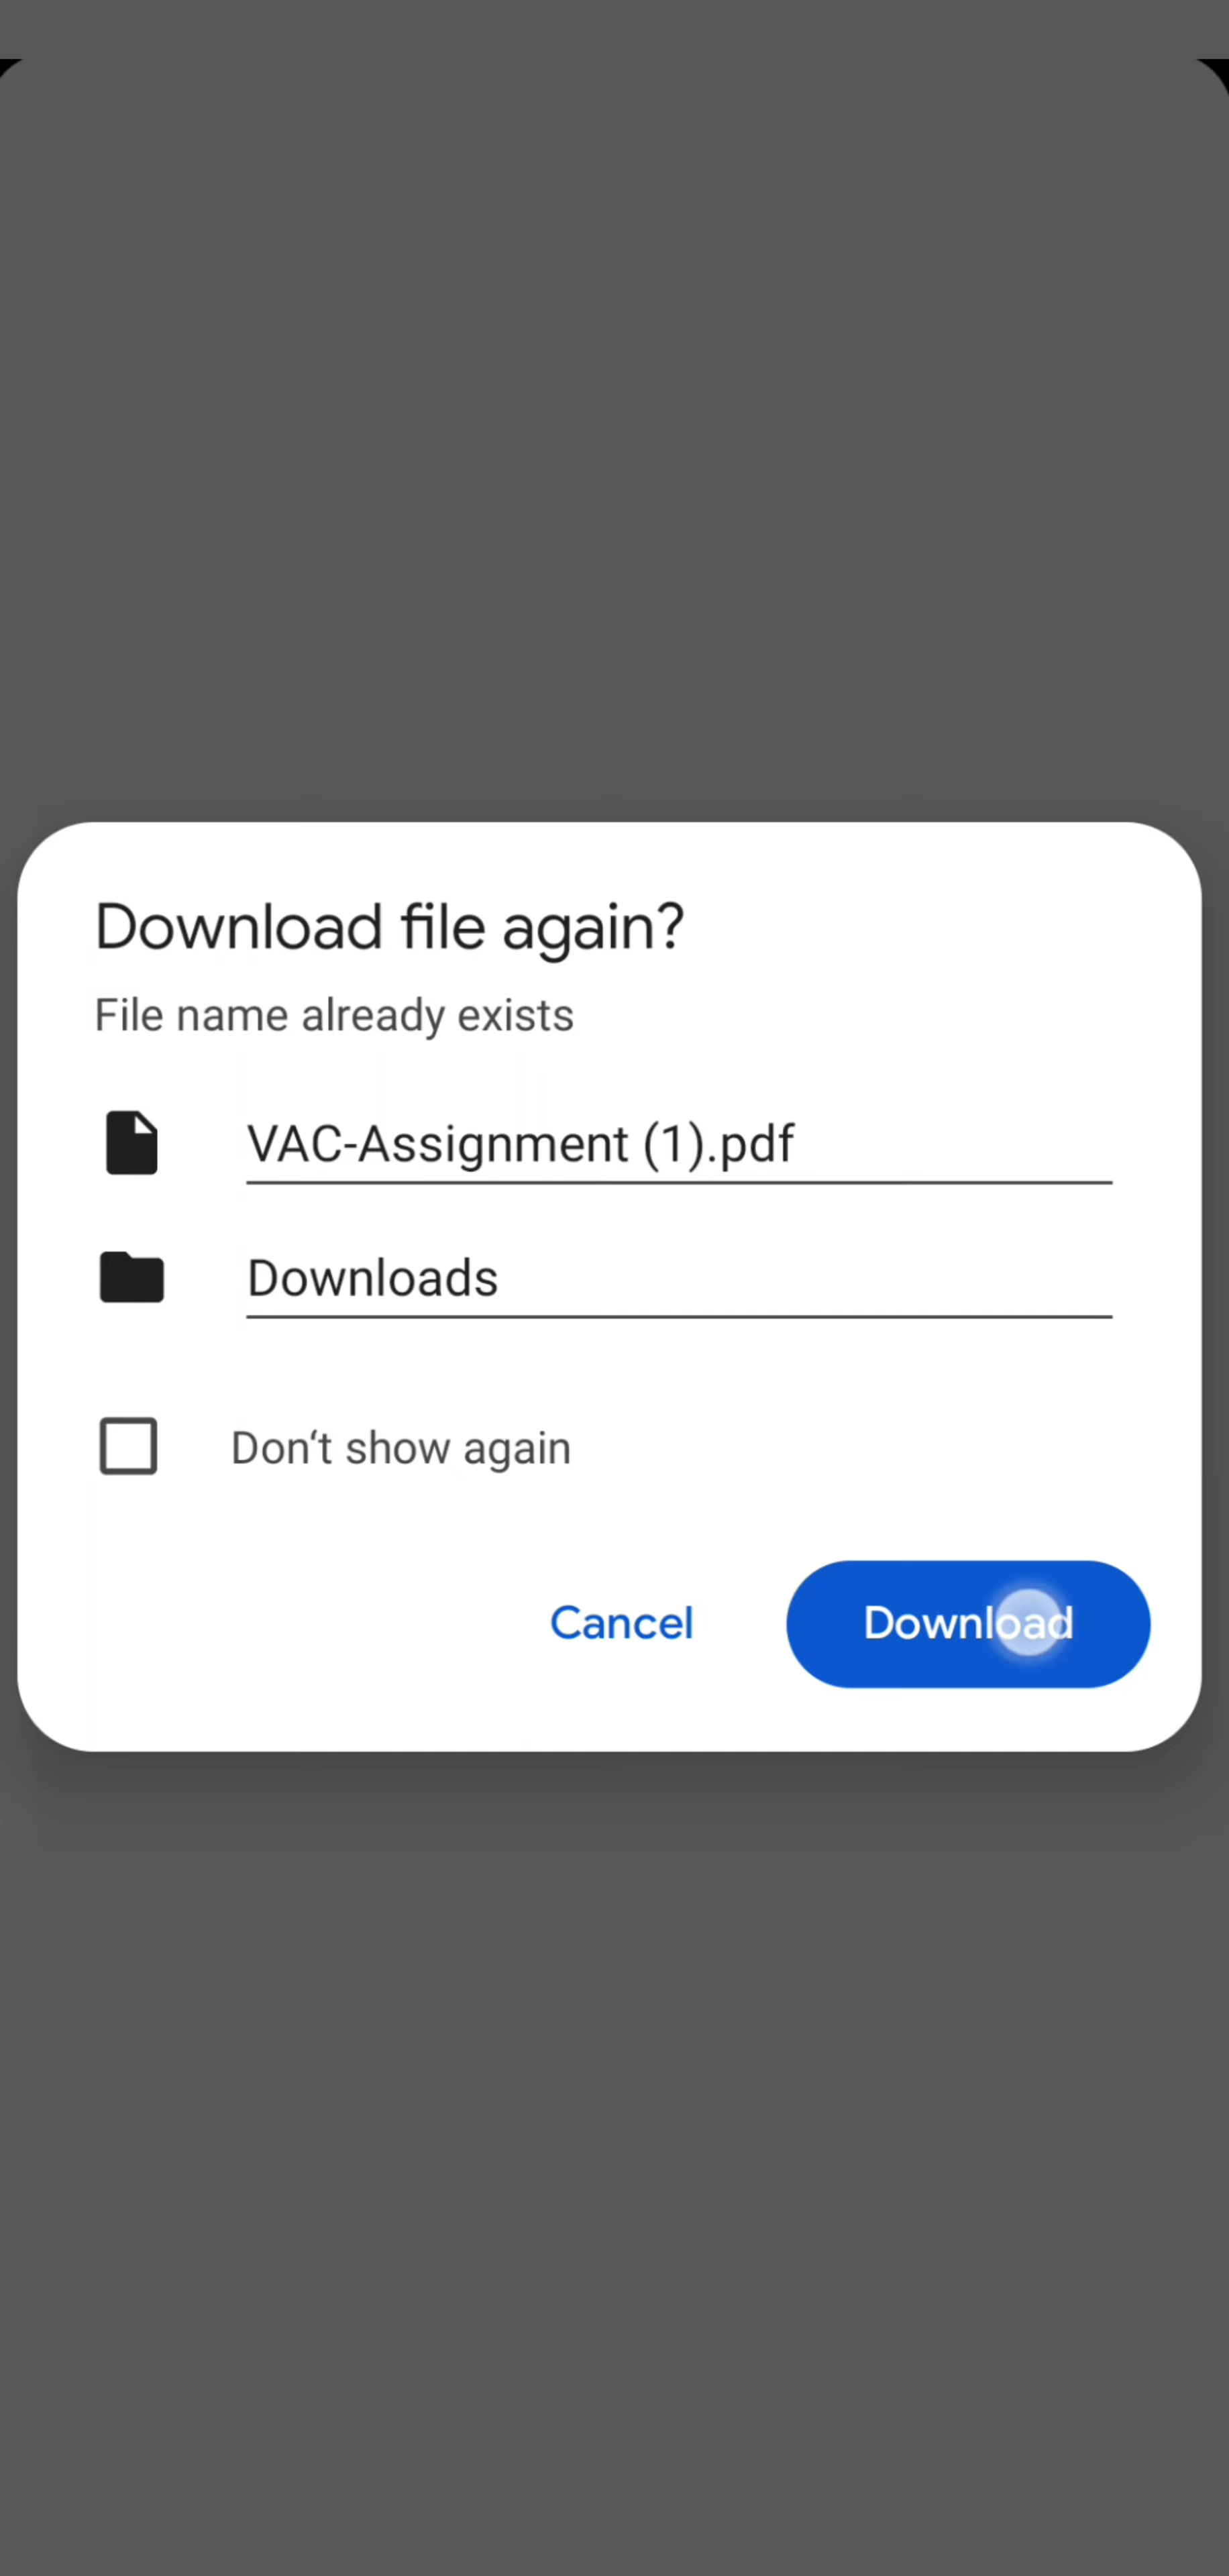 Download file again?
File name already exists
VAC-Assignment (1).pdf
Downloads
Don‘t show again
Cancel
Download